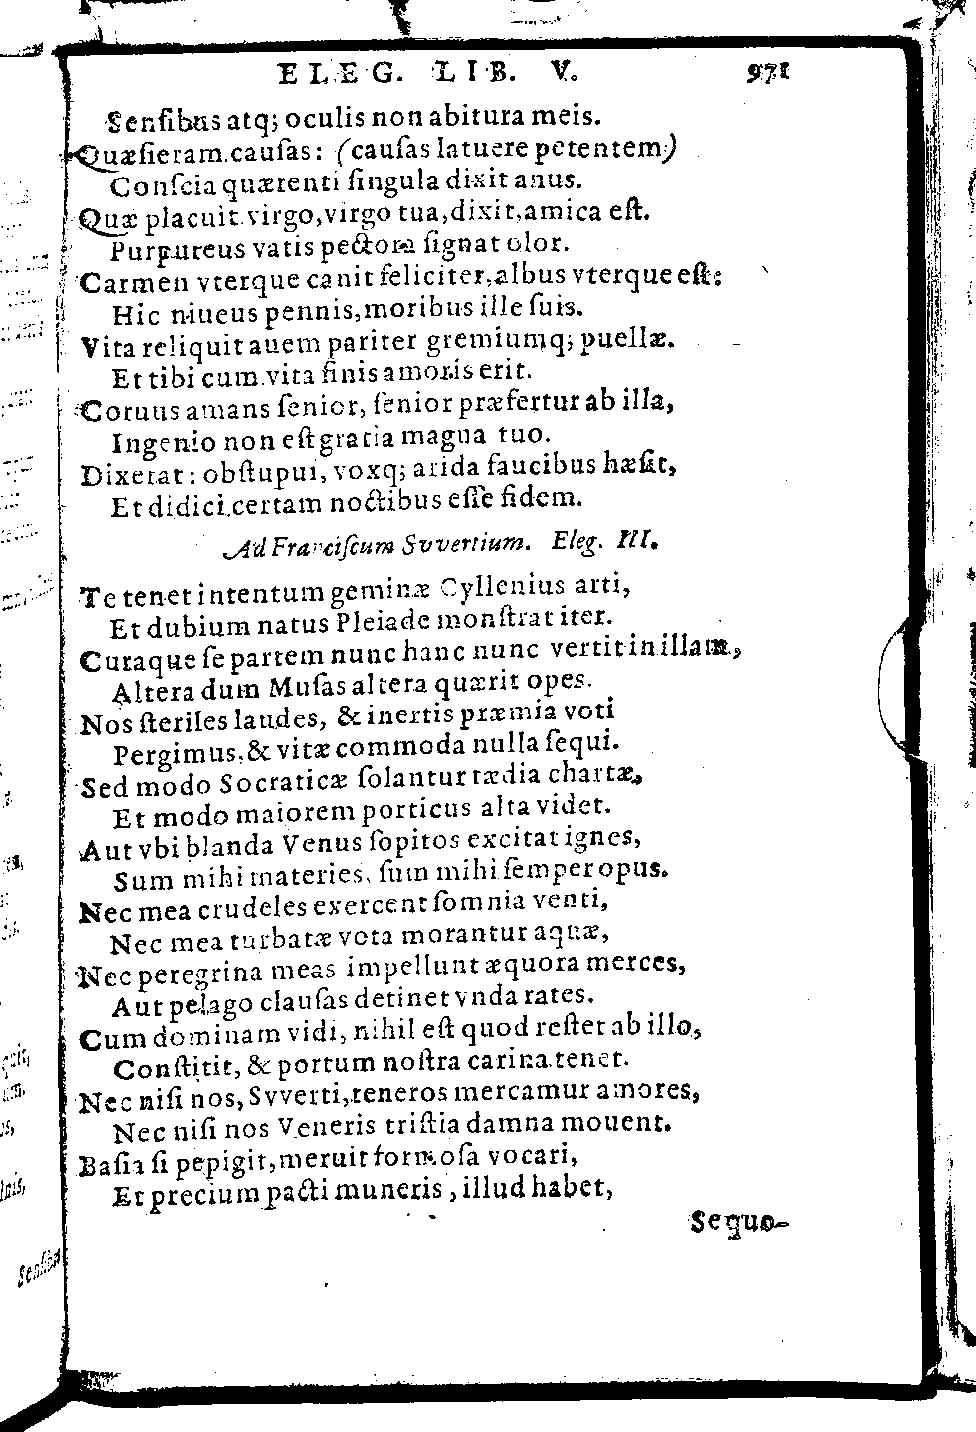 ELEG. LIB. V. 971
Senſibus atq; oculis non abitura meis.
Quæſieram cauſas: (cauſas latuere petentem)
Conſcia quærenti ſingula dixit anus.
Quæ placuit virgo, virgo tua, dixit, amica eſt.
Purpureus vatis pectora ſignat olor.
Carmen vterque canit feliciter, albus vterque eſt:
Hic niueus pennis, moribus ille ſuis.
Vita reliquit auem pariter gremiumq; puellæ.
Et tibi cum vita finis amoris erit.
Coruus amans ſenior, ſenior præfertur ab illa,
Ingenio non eſt gratia magna tuo.
Dixerat: obſtupui, voxq; arida faucibus hæſit,
Et didici certam noctibus eſſe fidem.
Ad Franciſcum Svvertium. Eleg. III.
Te tenet intentum geminæ Cyllenius arti,
Et dubium natus Pleiade monſtrat iter.
Curaque ſe partem nunc hanc nunc vertit in illam,
Altera dum Muſas altera quærit opes.
Nos ſteriles laudes, & inertis præmia voti
Pergimus, & vitæ commoda nulla ſequi.
Sed modo Socraticæ ſolantur tædia chartæ,
Et modo maiorem porticus alta videt.
Aut vbi blanda Venus ſopitos excitat ignes,
Sum mihi materies, ſum mihi ſemper opus.
Nec mea crudeles exercent ſomnia venti,
Nec mea turbatæ vota morantur aquæ,
Nec peregrina meas impellunt æquora merces,
Aut pelago clauſas detinet vnda rates.
Cum dominam vidi, nihil eſt quod reſtet ab illo,
Conſtitit, & portum noſtra carina tenet.
Nec niſi nos, Svverti, teneros mercamur amores,
Nec niſi nos Veneris triſtia damna mouent.
Baſia ſi pepigit, meruit formoſa vocari,
Et precium pacti muneris, illud habet,
Sequo-